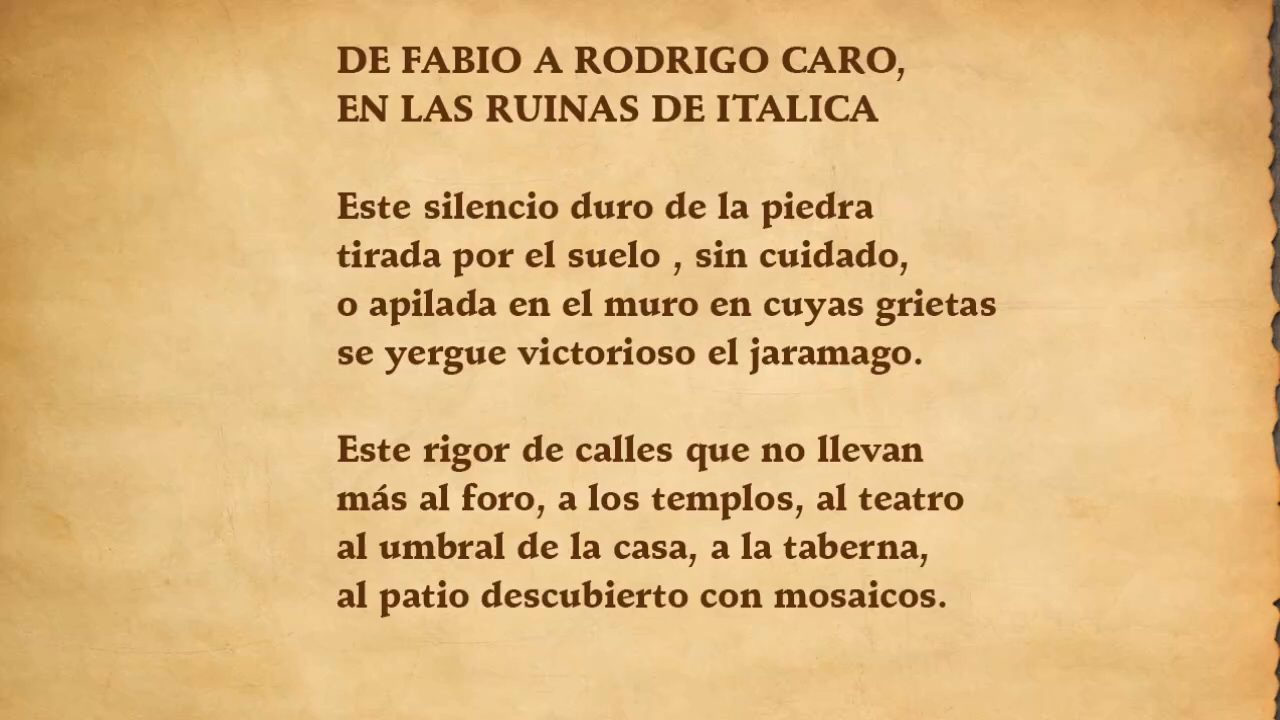 DE FABIO A RODRIGO CARO,
EN LAS RUINAS DE ITALICA
Este silencio duro de la piedra
tirada por el suelo , sin cuidado,
o apilada en el muro en cuyas grietas
se yergue victorioso el jaramago.
Este rigor de calles que no llevan
más al foro, a los templos, al teatro
al umbral de la casa, a la taberna,
al patio descubierto con mosaicos.